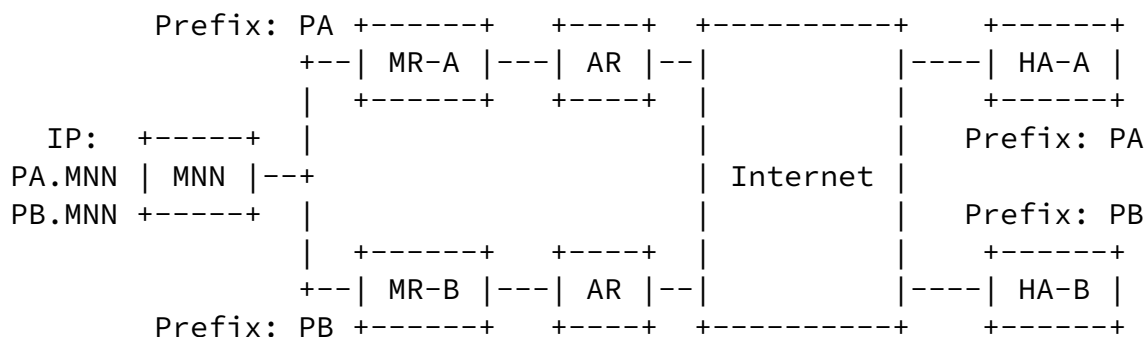 Prefix: PA +------+   +----+  +----------+    +------+
        +--| MR-A |---| AR |--|          |----| HA-A |
        |  +------+   +----+  |          |    +------+
  IP:  +-----+  |                     |          |   Prefix: PA
PA.MNN | MNN |--+                     | Internet |
PB.MNN +-----+  |                     |          |   Prefix: PB
        |  +------+   +----+  |          |    +------+
        +--| MR-B |---| AR |--|          |----| HA-B |
Prefix: PB +------+   +----+  +----------+    +------+